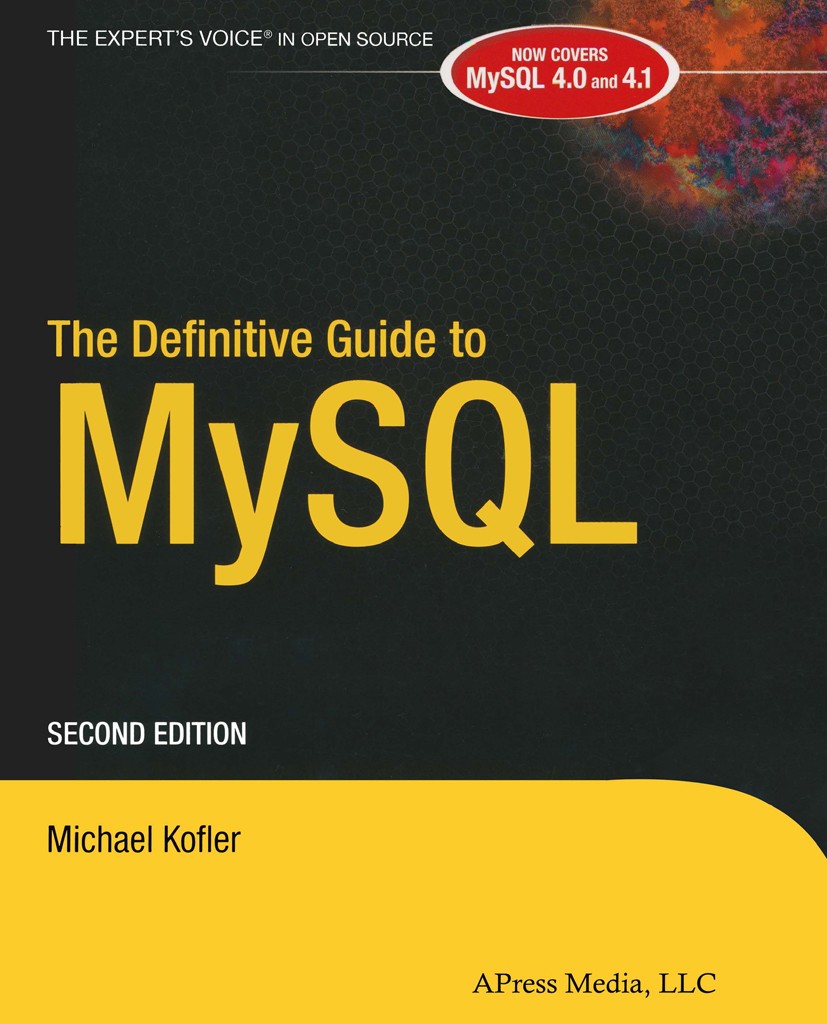 THE EXPERT'S VOICE® IN OPEN SOURCE
NOW COVERS
MySQL 4.0 and 4.1
The Definitive Guide to
MySQL
SECOND EDITION
Michael Kofler
APress Media, LLC